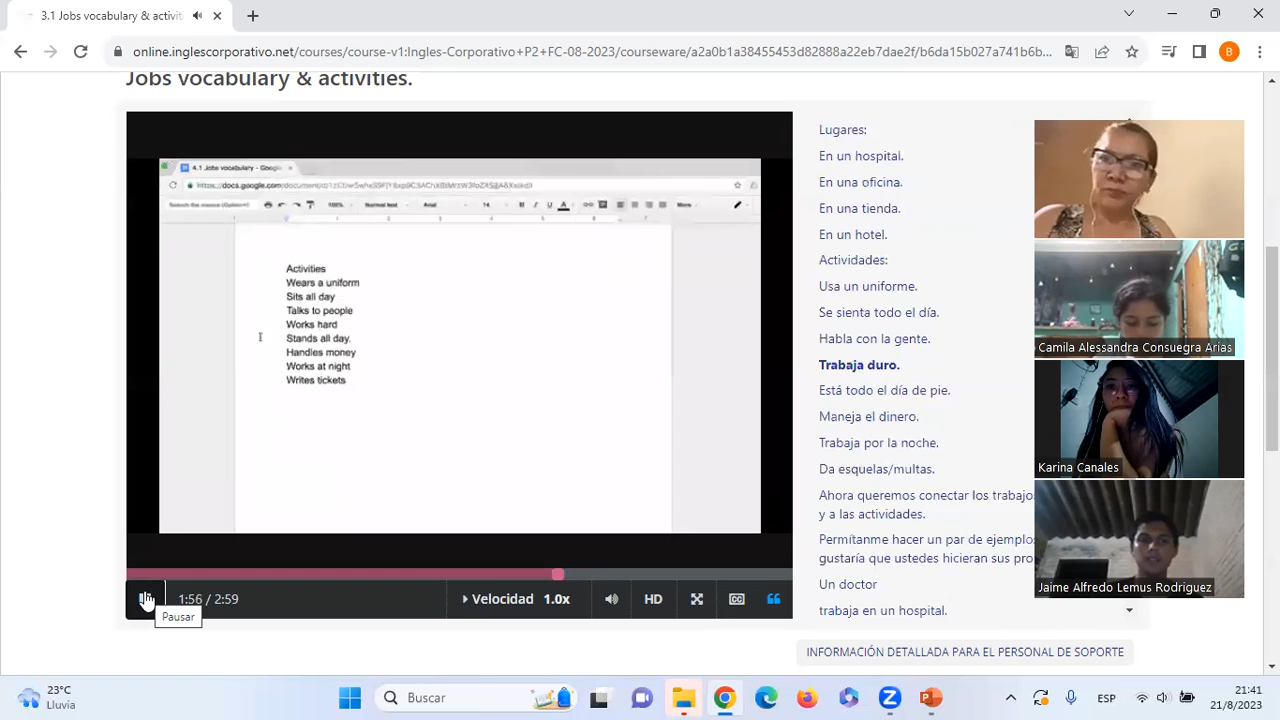 3.1 Jobs vocabulary & activiti
online.inglescorporativo.net/courses/course-v1:Ingles-Corporativo+P2+FC-08-2023/courseware/a2a0b1a38455453d82888a22eb7dae2f/b6da15b027a741b6b...
B
Jobs vocabulary & activities.
4.1 Jobs vocabulary - Google
100%
Normal text
Arial
14
More
Activities
Wears a uniform
Sits all day
Talks to people
Works hard
Stands all day.
Handles money
Works at night
Writes tickets
Lugares:
En un hospital.
En una oficina.
En una tienda.
En un hotel.
Actividades:
Usa un uniforme.
Se sienta todo el día.
Habla con la gente.
Trabaja duro.
Está todo el día de pie.
Maneja el dinero.
Trabaja por la noche.
Da esquelas/multas.
Ahora queremos conectar los trabajo
y a las actividades.
Permítanme hacer un par de ejemplo
gustaría que ustedes hicieran sus pro
Un doctor
trabaja en un hospital.
Camila Alessandra Consuegra Arias
Karina Canales
Jaime Alfredo Lemus Rodriguez
1:56 / 2:59
Velocidad 1.0x
HD
Pausar
INFORMACIÓN DETALLADA PARA EL PERSONAL DE SOPORTE
23°C
Lluvia
Buscar
ESP
21:41
21/8/2023